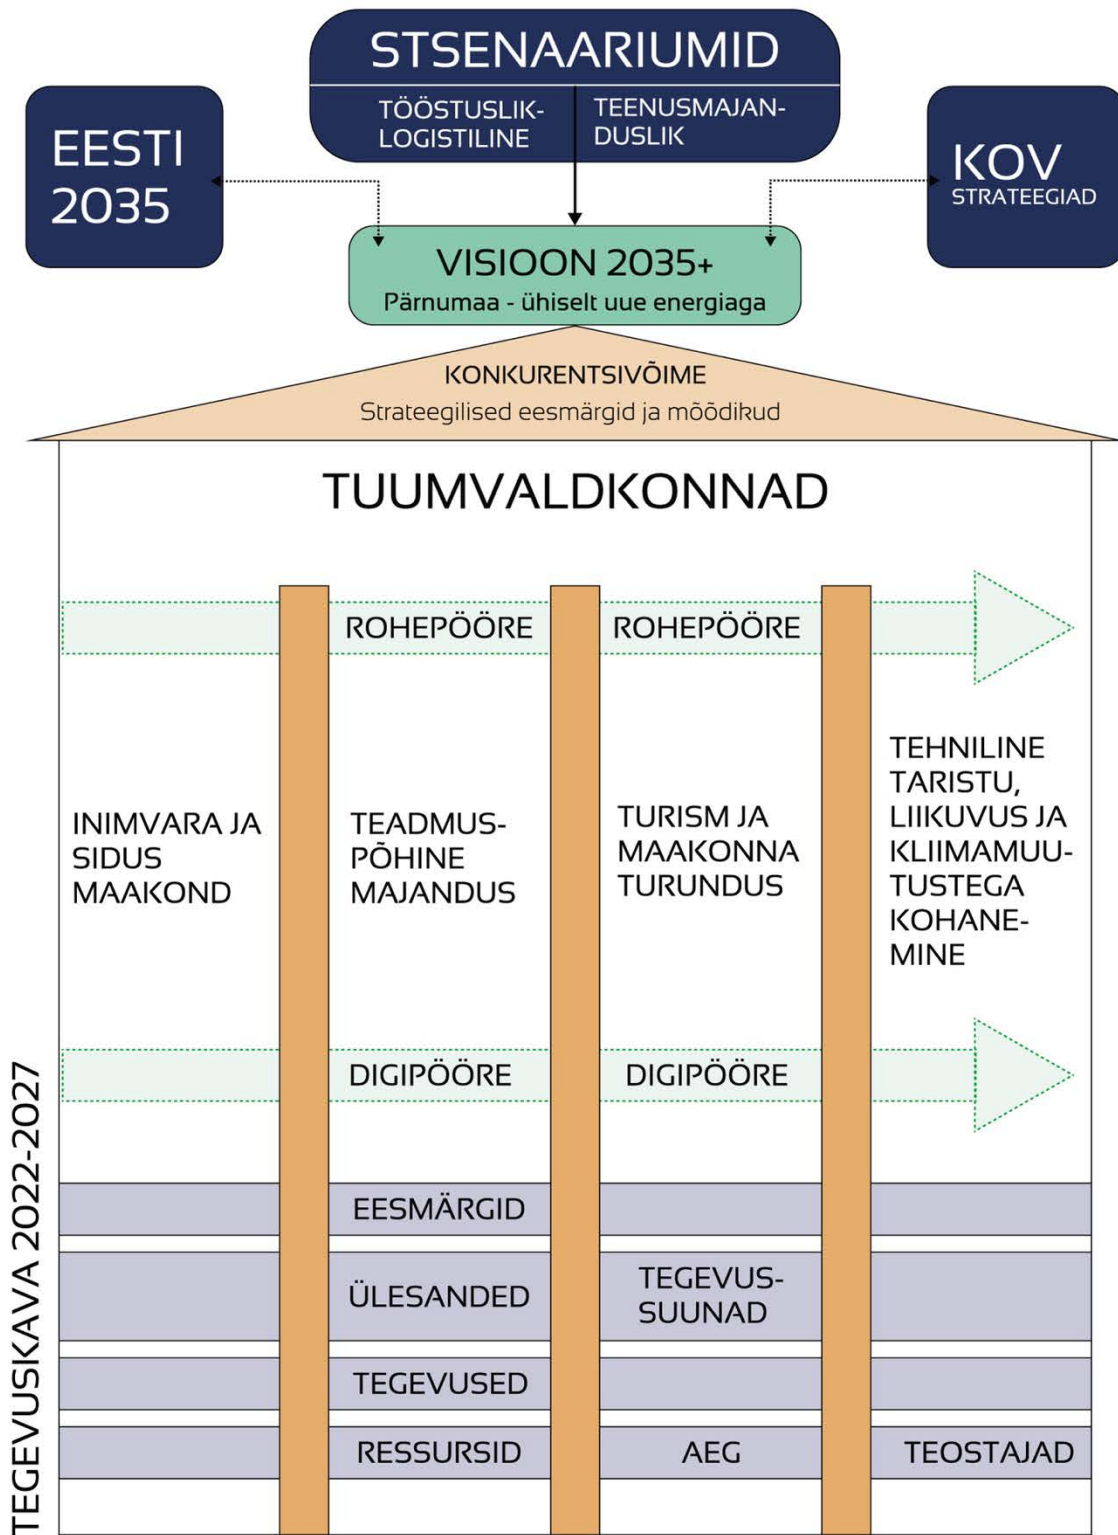 STSENAARIUMID
TÖÖSTUSLIK-
LOGISTILINE
TEENUSMAJAN-
DUSLIK
EESTI
2035
KOV
STRATEEGIAD
VISIOON 2035+
Pärnumaa - ühiselt uue energiaga
KONKURENTSIVÕIME
Strateegilised eesmärgid ja mõõdikud
TUUMVALDKONNAD
ROHEPÖÖRE
ROHEPÖÖRE
INIMVARA JA
SIDUS
MAAKOND
TEADMUS-
PÕHINE
MAJANDUS
TURISM JA
MAAKONNA
TURUNDUS
TEHNILINE
TARISTU,
LIIKUVUS JA
KLIIMAMUU-
TUSTEGA
KOHANE-
MINE
DIGIPÖÖRE
DIGIPÖÖRE
TEGEVUSKAVA 2022-2027
EESMÄRGID
ÜLESANDED
TEGEVUS-
SUUNAD
TEGEVUSED
RESSURSID
AEG
TEOSTAJAD